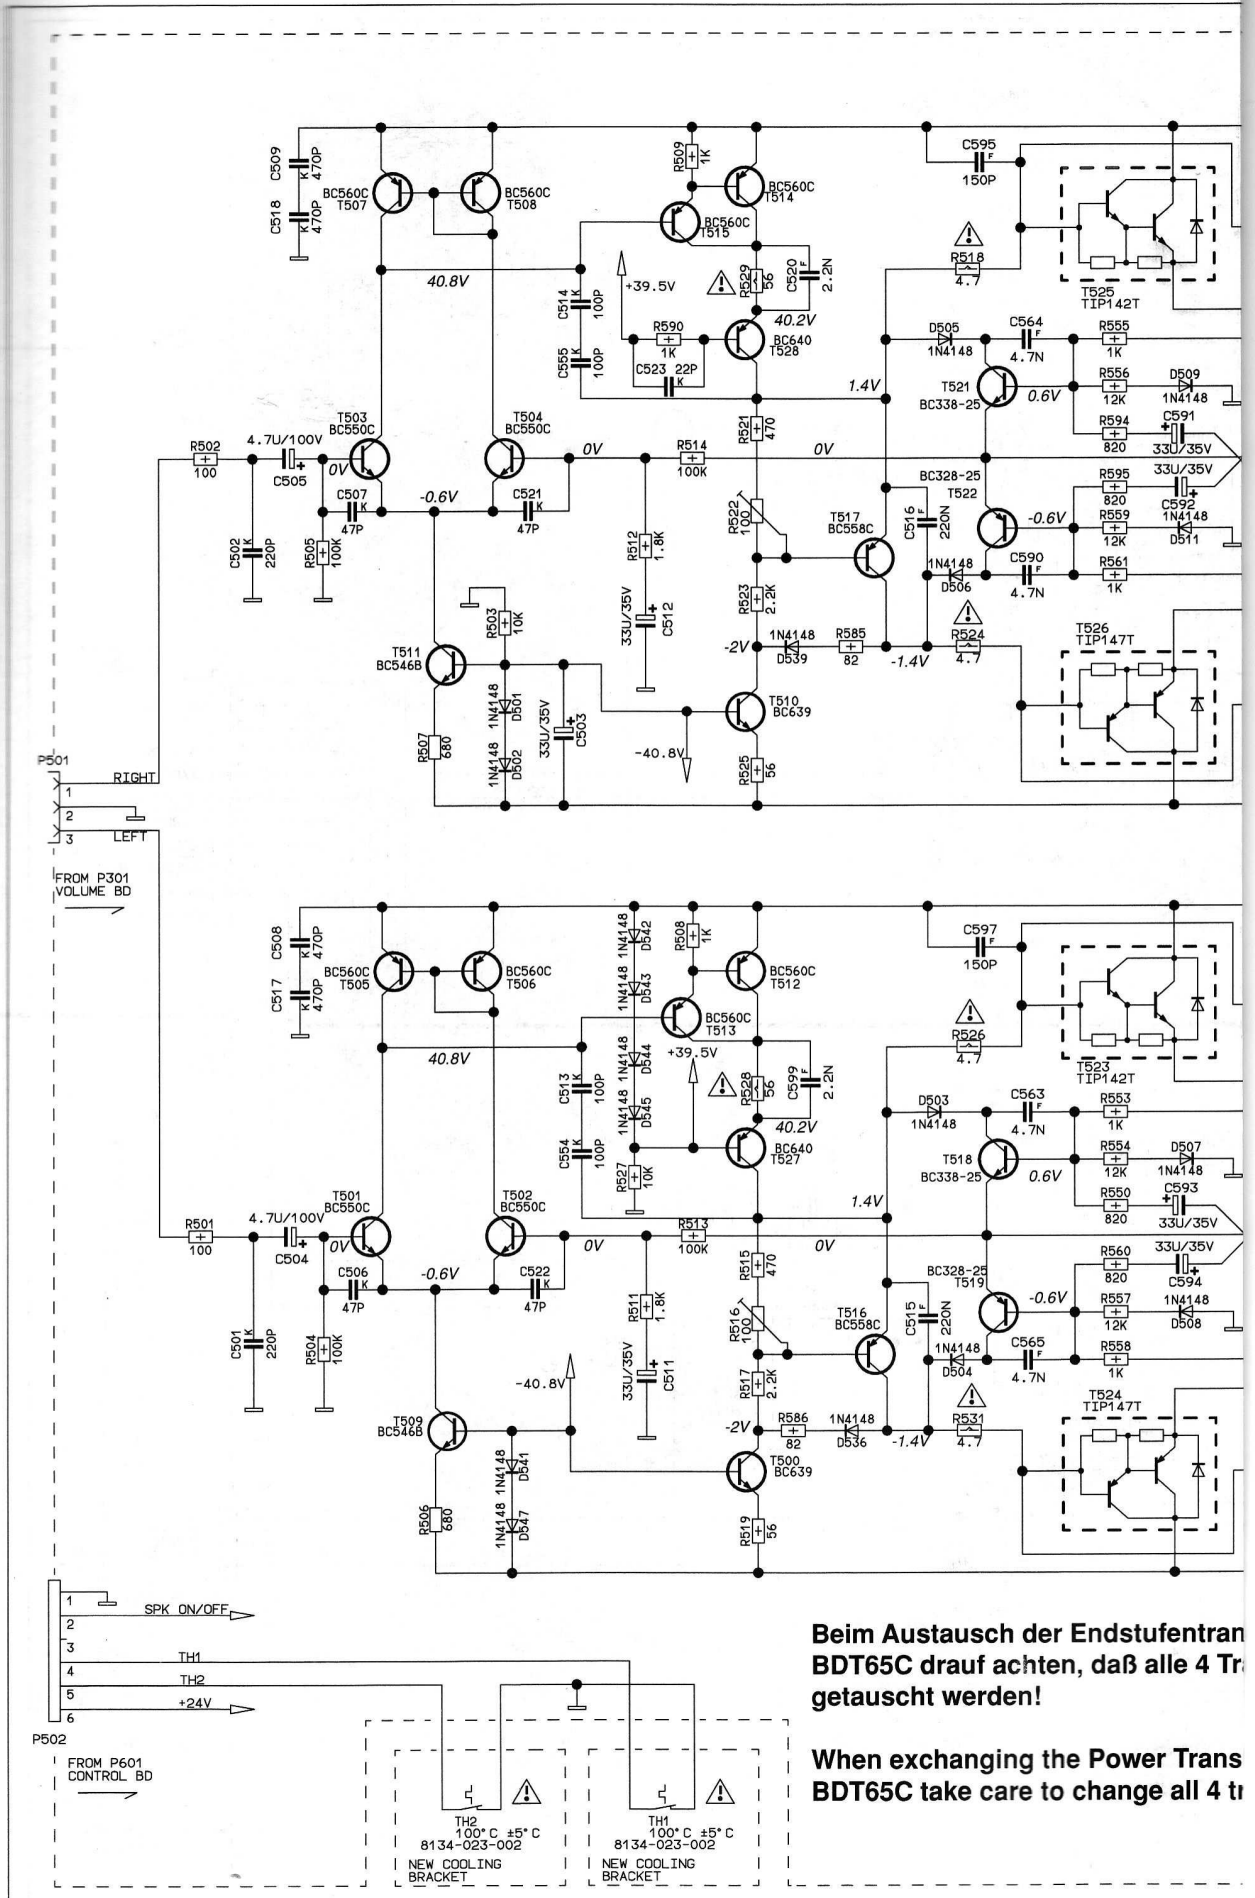 C509
470P
C518
470P
BC560C
T507
BC560C
T508
R509
1K
BC560C
T514
BC560C
T515
C595
150P
R518
4.7
T525
TIP142T
40.8V
+39.5V
R529
56
C520
2.2N
40.2V
C514
100P
C555
100P
R590
1K
C523 22P
BC640
T528
D505
1N4148
C564
4.7N
R555
1K
T521
BC338-25
0.6V
R556
12K
D509
1N4148
1.4V
R594
820
C591
33U/35V
T503
BC550C
T504
BC550C
R502
100
4.7U/100V
C505
0V
0V
R514
100K
R521
470
0V
C507
47P
-0.6V
C521
47P
C502
220P
R505
100K
R512
1.8K
R522
100
T517
BC558C
C516
220N
BC328-25
T522
-0.6V
R595
820
33U/35V
C592
R559
12K
1N4148
D511
1N4148
D506
C590
4.7N
R561
1K
R503
10K
33U/35V
C512
R523
2.2K
T511
BC546B
-2V
1N4148
D539
R585
82
-1.4V
R524
4.7
T526
TIP147T
1N4148
D501
1N4148
D502
33U/35V
C503
R507
680
T510
BC639
-40.8V
R525
56
P501
RIGHT
1
2
LEFT
3
FROM P301
VOLUME BD
C508
470P
C517
470P
BC560C
T505
BC560C
T506
1N4148
D542
1N4148
D543
1N4148
D544
1N4148
D545
R508
1K
BC560C
T512
BC560C
T513
C597
150P
R526
4.7
T523
TIP142T
40.8V
+39.5V
C513
100P
C554
100P
R528
56
C599
2.2N
40.2V
BC640
T527
R527
10K
D503
1N4148
C563
4.7N
R553
1K
T518
BC338-25
0.6V
R554
12K
D507
1N4148
1.4V
R550
820
C593
33U/35V
T501
BC550C
T502
BC550C
R501
100
4.7U/100V
C504
0V
0V
R513
100K
0V
R515
470
C506
47P
-0.6V
C522
47P
C501
220P
R504
100K
R511
1.8K
R516
100
T516
BC558C
C515
220N
BC328-25
T519
-0.6V
R560
820
33U/35V
C594
R557
12K
1N4148
D508
1N4148
D504
C565
4.7N
R558
1K
-40.8V
33U/35V
C511
R517
2.2K
T509
BC546B
-2V
R586
82
1N4148
D536
-1.4V
R531
4.7
T524
TIP147T
1N4148
D541
1N4148
D547
R506
680
T500
BC639
R519
56
1
SPK ON/OFF
2
3
TH1
4
TH2
5
+24V
6
P502
FROM P601
CONTROL BD
Beim Austausch der Endstufentran
BDT65C drauf achten, daß alle 4 Tr
getauscht werden!
When exchanging the Power Trans
BDT65C take care to change all 4 tr
TH2
100°C ±5°C
8134-023-002
NEW COOLING
BRACKET
TH1
100°C ±5°C
8134-023-002
NEW COOLING
BRACKET